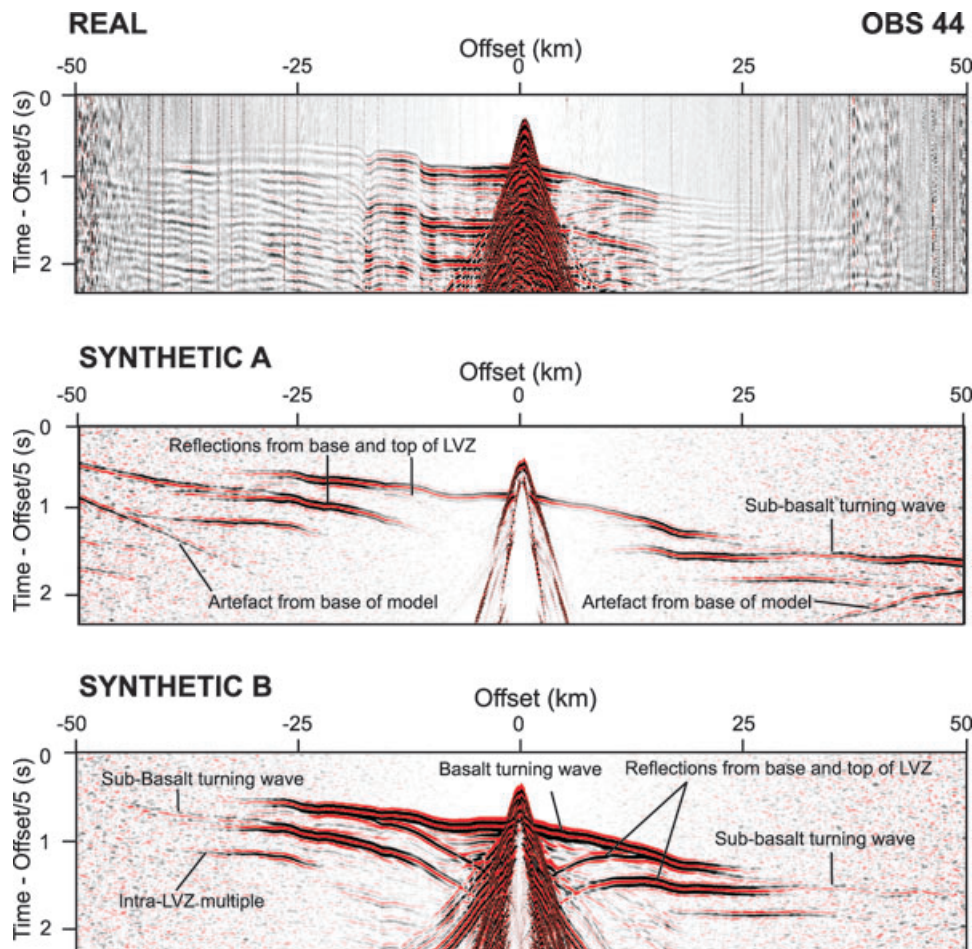 REAL OBS 44
Offset (km)
-50 -25 0 25 50
0
1
2
Time - Offset/5 (s)
SYNTHETIC A
Offset (km)
-50 -25 0 25 50
0
1
2
Time - Offset/5 (s)
Reflections from base and top of LVZ
Sub-basalt turning wave
Artefact from base of model
Artefact from base of model
SYNTHETIC B
Offset (km)
-50 -25 0 25 50
0
1
2
Time - Offset/5 (s)
Sub-Basalt turning wave
Basalt turning wave
Reflections from base and top of LVZ
Sub-basalt turning wave
Intra-LVZ multiple